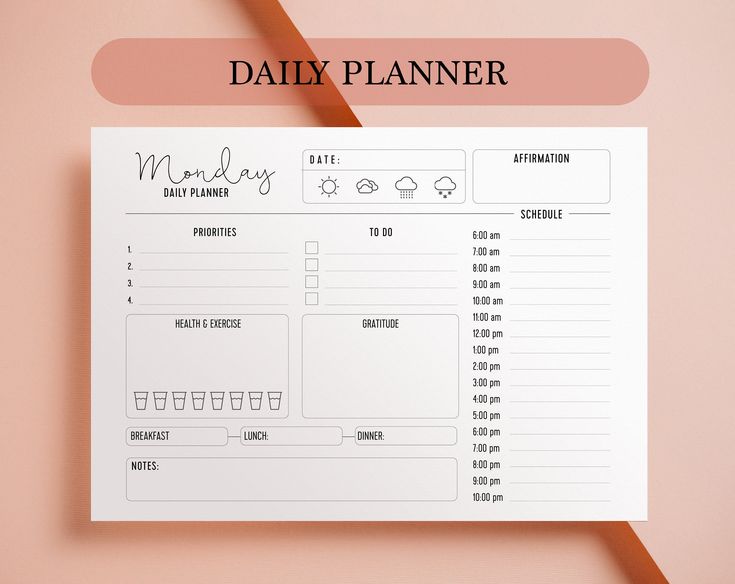 DAILY PLANNER
Monday
DAILY PLANNER
DATE:
AFFIRMATION
PRIORITIES
1.
2.
3.
4.
TO DO
HEALTH & EXERCISE
GRATITUDE
BREAKFAST
LUNCH:
DINNER:
NOTES:
SCHEDULE
6:00 am
7:00 am
8:00 am
9:00 am
10:00 am
11:00 am
12:00 pm
1:00 pm
2:00 pm
3:00 pm
4:00 pm
5:00 pm
6:00 pm
7:00 pm
8:00 pm
9:00 pm
10:00 pm